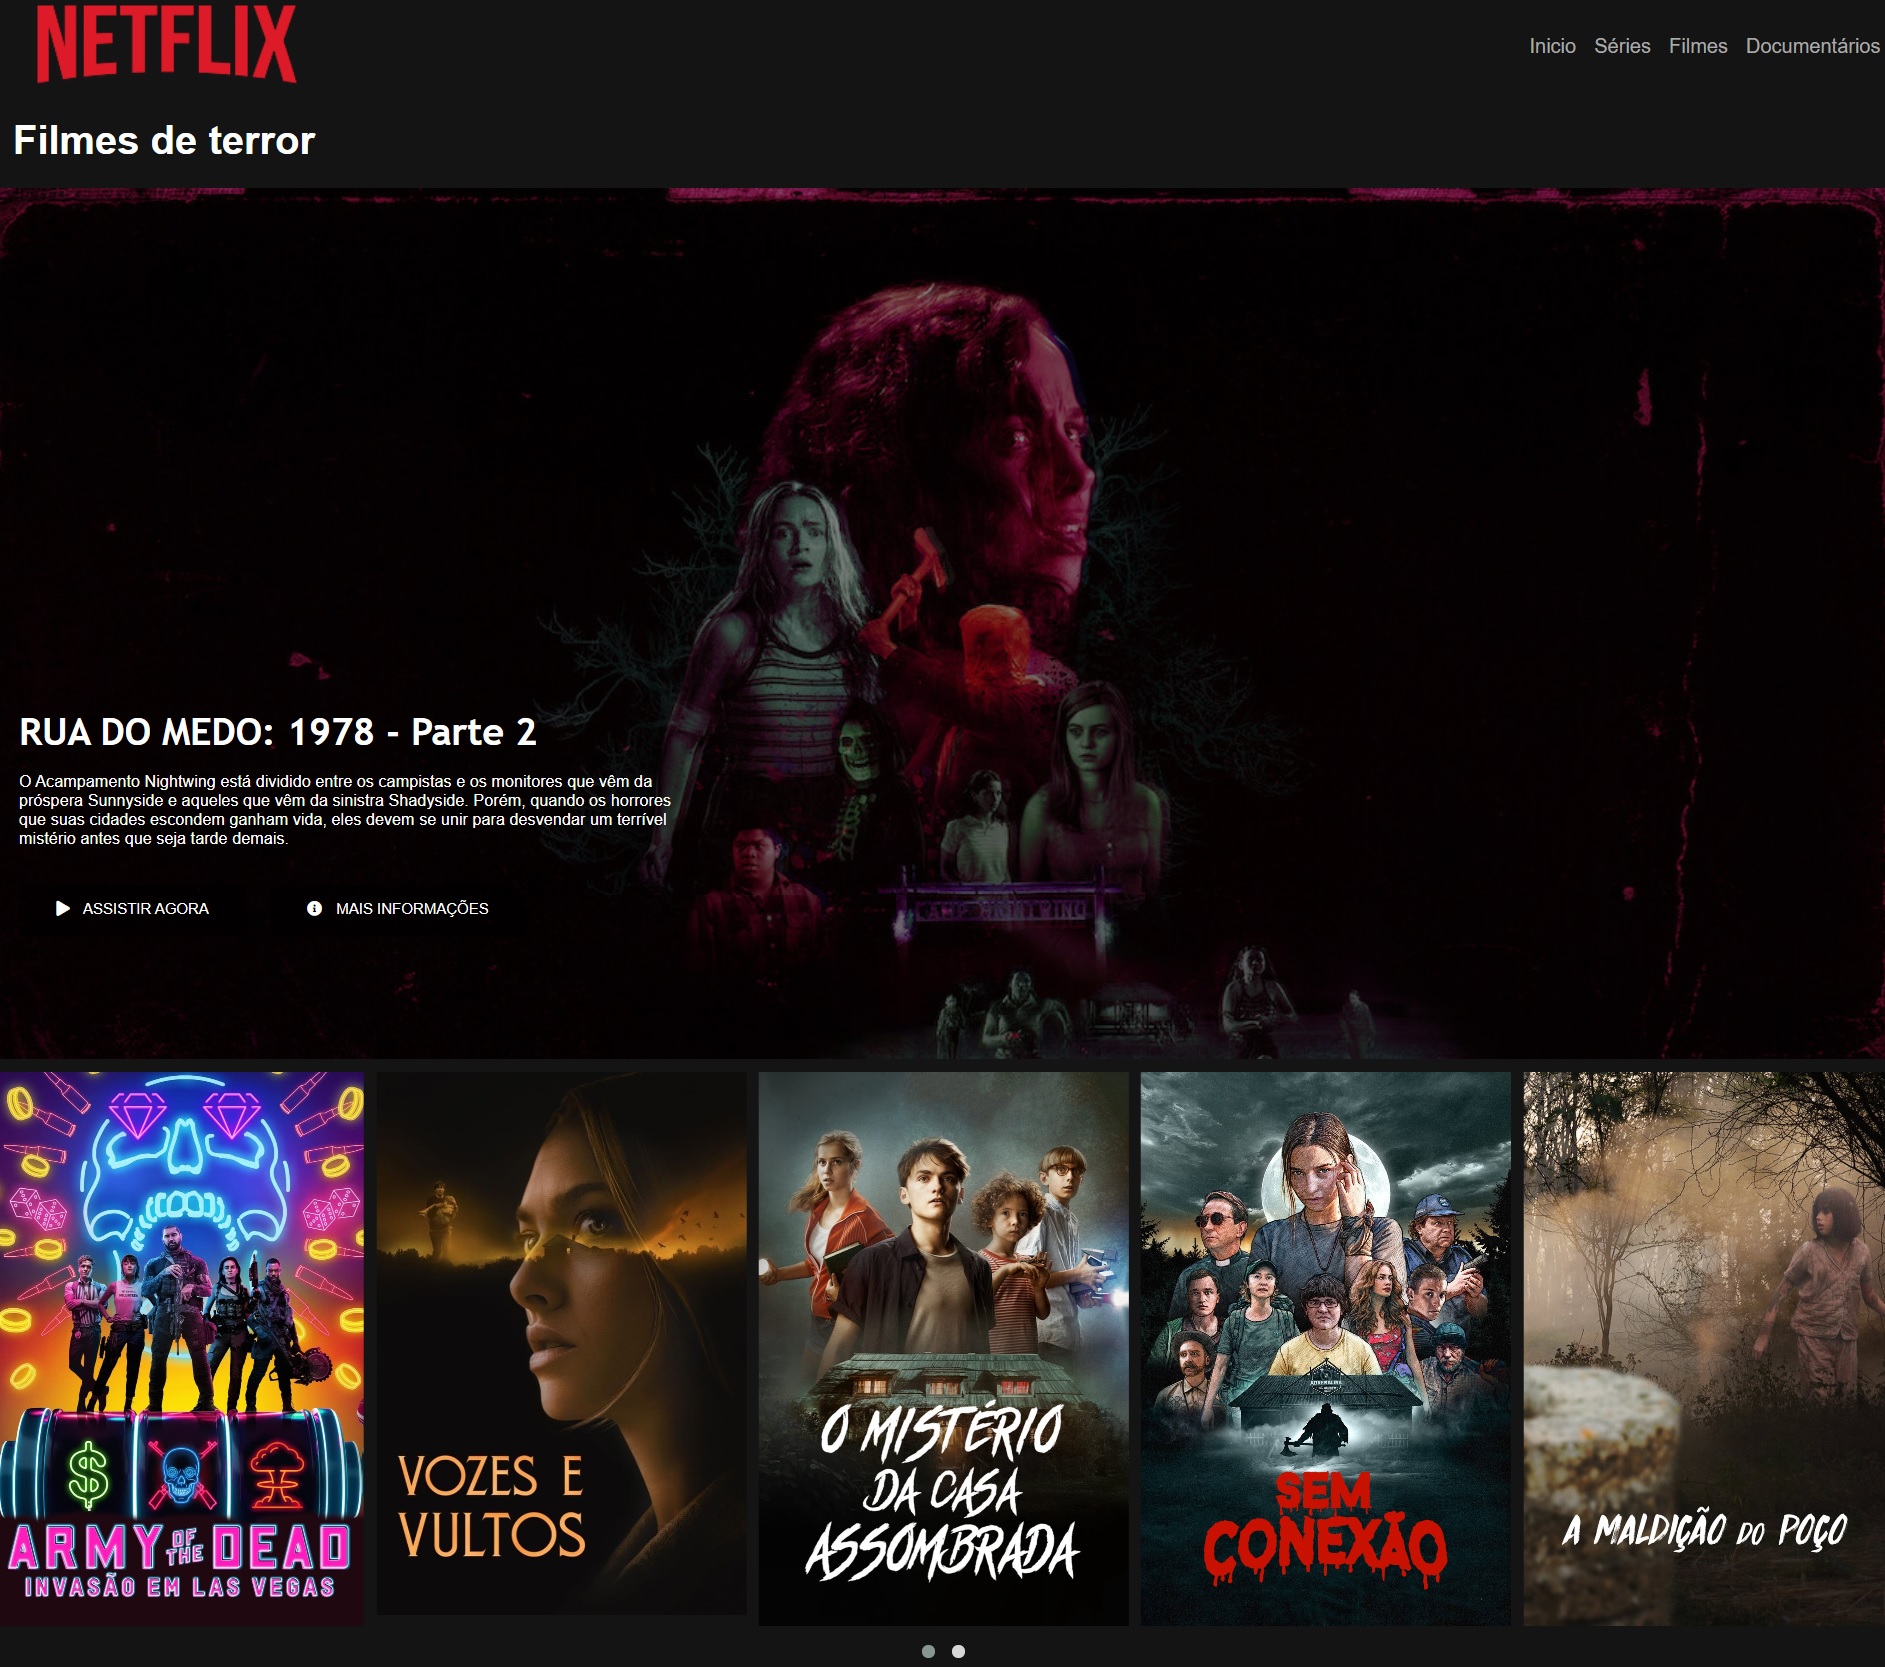 NETFLIX
Inicio Séries Filmes Documentários
Filmes de terror
RUA DO MEDO: 1978 - Parte 2
O Acampamento Nightwing está dividido entre os campistas e os monitores que vêm da
próspera Sunnyside e aqueles que vêm da sinistra Shadyside. Porém, quando os horrores
que suas cidades escondem ganham vida, eles devem se unir para desvendar um terrível
mistério antes que seja tarde demais.
CAMP NIGHTWING
ASSISTIR AGORA
MAIS INFORMAÇÕES
$
ARMY OF THE DEAD
INVASÃO EM LAS VEGAS
VOZES E
VULTOS
O MISTÉRIO
DA CASA
ASSOMBRADA
ADRENALINA
SEM
CONEXÃO
A MALDIÇÃO DO POÇO